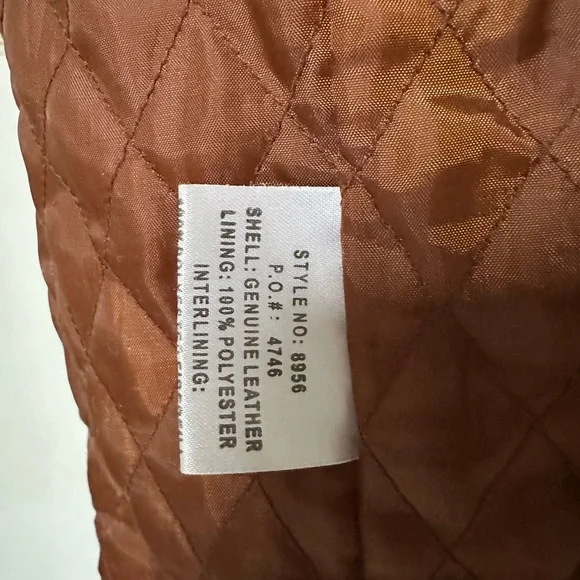 STYLE NO: 8956
P.O.#: 4746
SHELL: GENUINE LEATHER
LINING: 100% POLYESTER
INTERLINING: